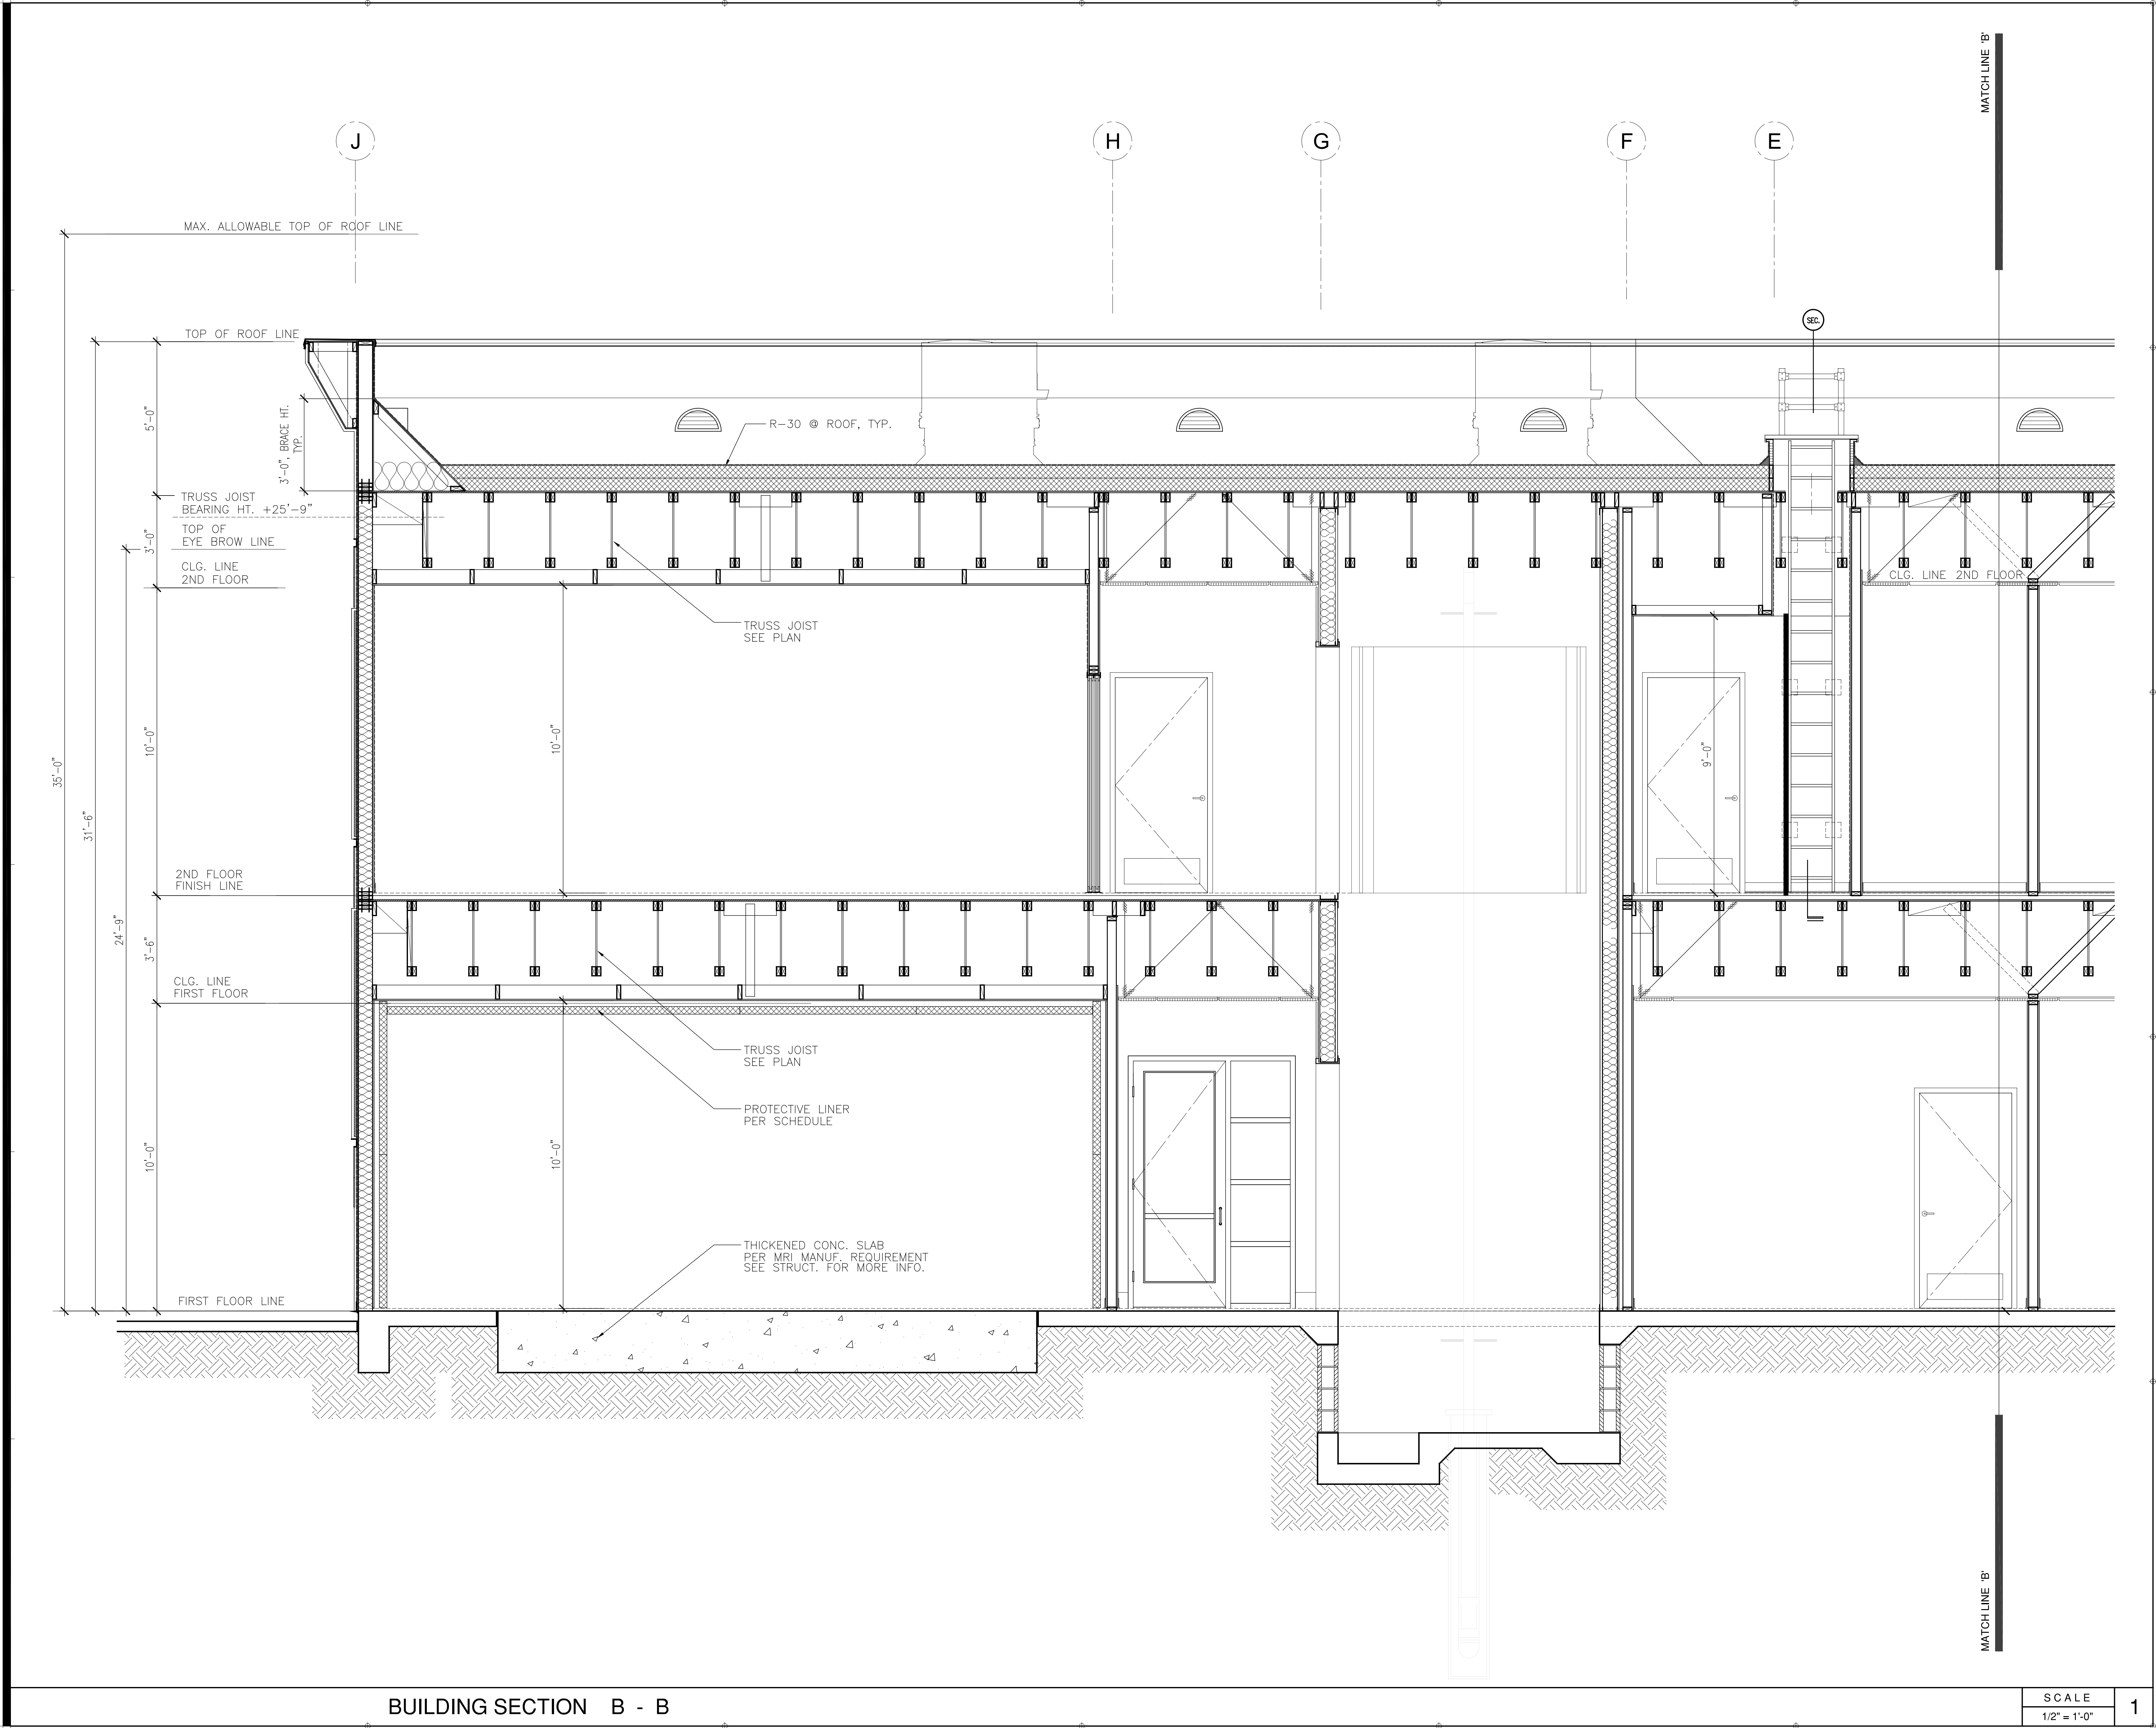 MATCH LINE 'B'
J
H
G
F
E
MAX. ALLOWABLE TOP OF ROOF LINE
SEC.
TOP OF ROOF LINE
5'-0"
3'-0", BRACE HT.
TYP.
R-30 @ ROOF, TYP.
TRUSS JOIST
BEARING HT. +25'-9"
TOP OF
EYE BROW LINE
3'-0"
CLG. LINE
2ND FLOOR
CLG. LINE 2ND FLOOR
TRUSS JOIST
SEE PLAN
10'-0"
10'-0"
9'-0"
35'-0"
31'-6"
2ND FLOOR
FINISH LINE
24'-9"
3'-6"
CLG. LINE
FIRST FLOOR
TRUSS JOIST
SEE PLAN
PROTECTIVE LINER
PER SCHEDULE
10'-0"
10'-0"
THICKENED CONC. SLAB
PER MRI MANUF. REQUIREMENT
SEE STRUCT. FOR MORE INFO.
FIRST FLOOR LINE
MATCH LINE 'B'
BUILDING SECTION B - B
SCALE
1/2" = 1'-0"
1